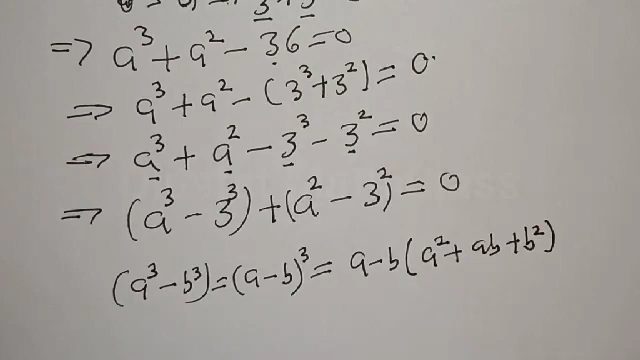 => a³ + a² - 36 = 0
=> a³ + a² - (3³ + 3²) = 0.
=> a³ + a² - 3³ - 3² = 0
=> (a³ - 3³) + (a² - 3²) = 0
(a³ - b³) = (a - b)³ = a - b (a² + ab + b²)